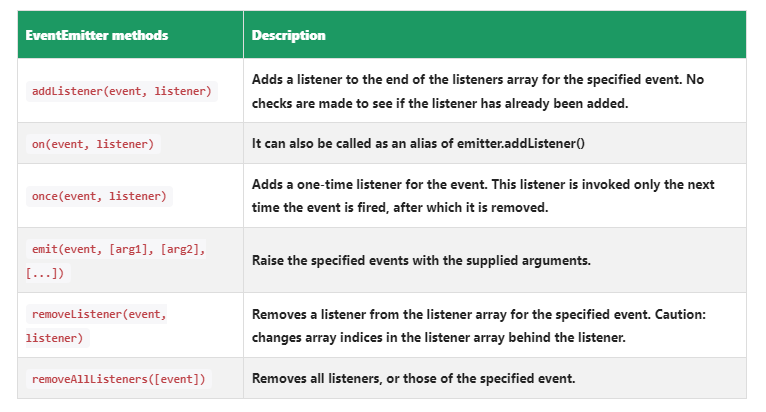 EventEmitter methods Description
addListener(event, listener)
Adds a listener to the end of the listeners array for the specified event. No
checks are made to see if the listener has already been added.
on(event, listener)
It can also be called as an alias of emitter.addListener()
once(event, listener)
Adds a one-time listener for the event. This listener is invoked only the next
time the event is fired, after which it is removed.
emit(event, [arg1], [arg2],
[...])
Raise the specified events with the supplied arguments.
removeListener(event,
listener)
Removes a listener from the listener array for the specified event. Caution:
changes array indices in the listener array behind the listener.
removeAllListeners([event])
Removes all listeners, or those of the specified event.